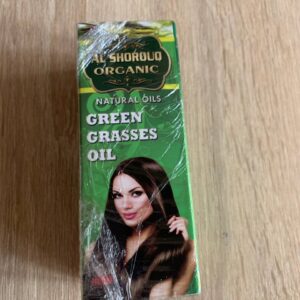 AL SHOROUQ
ORGANIC
NATURAL OILS
GREEN
GRASSES
OIL